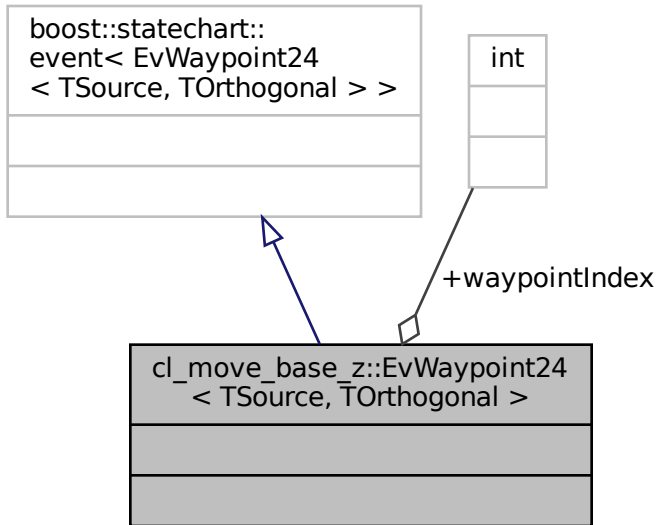 boost::statechart::
event< EvWaypoint24
< TSource, TOrthogonal > >
int
+waypointIndex
cl_move_base_z::EvWaypoint24
< TSource, TOrthogonal >